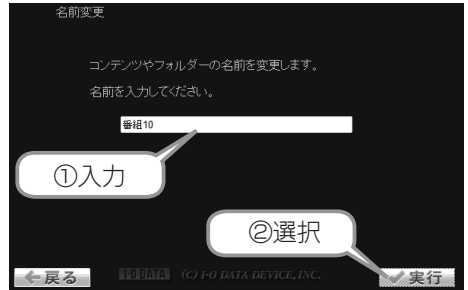 名前変更
コンテンツやフォルダーの名前を変更します。
名前を入力してください。
番組10
①入力
②選択
戻る
I-O DATA (C) I-O DATA DEVICE, INC.
実行